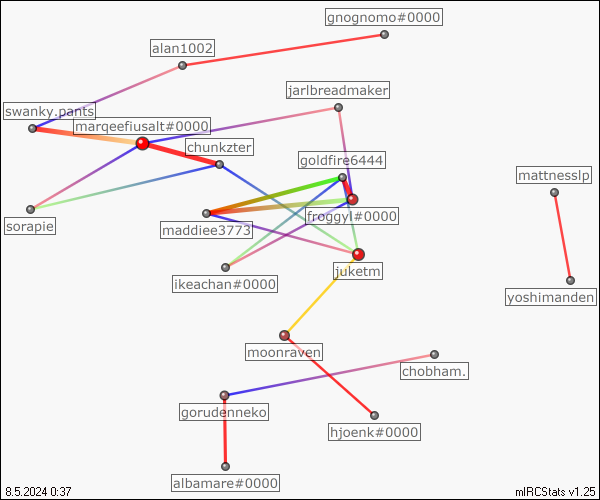 gnognomo#0000
alan1002
jarlbreadmaker
swanky.pants
marqeefiusalt#0000
chunkzter
goldfire6444
mattnesslp
froggyl#0000
sorapie
maddiee3773
juketm
ikeachan#0000
yoshimanden
moonraven
chobham.
gorudenneko
hjoenk#0000
albamare#0000
8.5.2024 0:37
mIRCStats v1.25